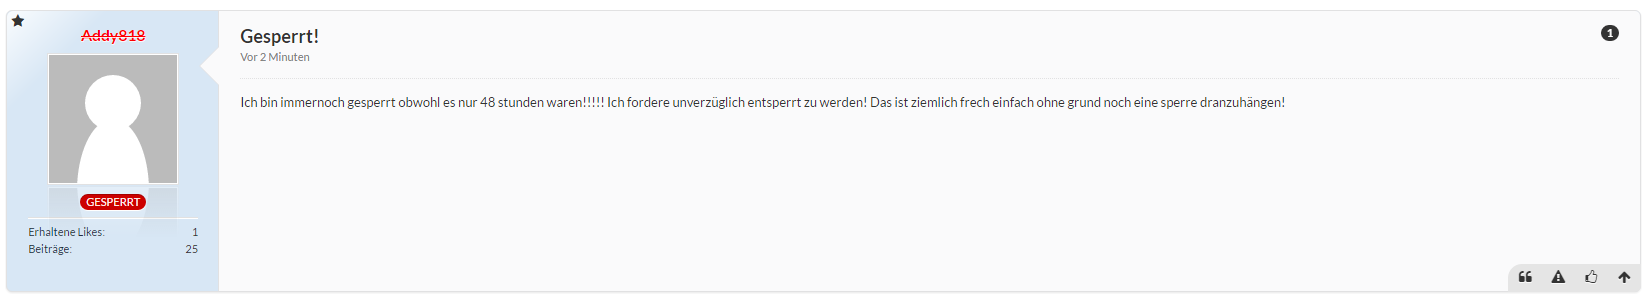 Addy818
GESPERRT
Erhaltene Likes: 1
Beiträge: 25
Gesperrt!
1
Vor 2 Minuten
Ich bin immernoch gesperrt obwohl es nur 48 stunden waren!!!!! Ich fordere unverzüglich entsperrt zu werden! Das ist ziemlich frech einfach ohne grund noch eine sperre dranzuhängen!